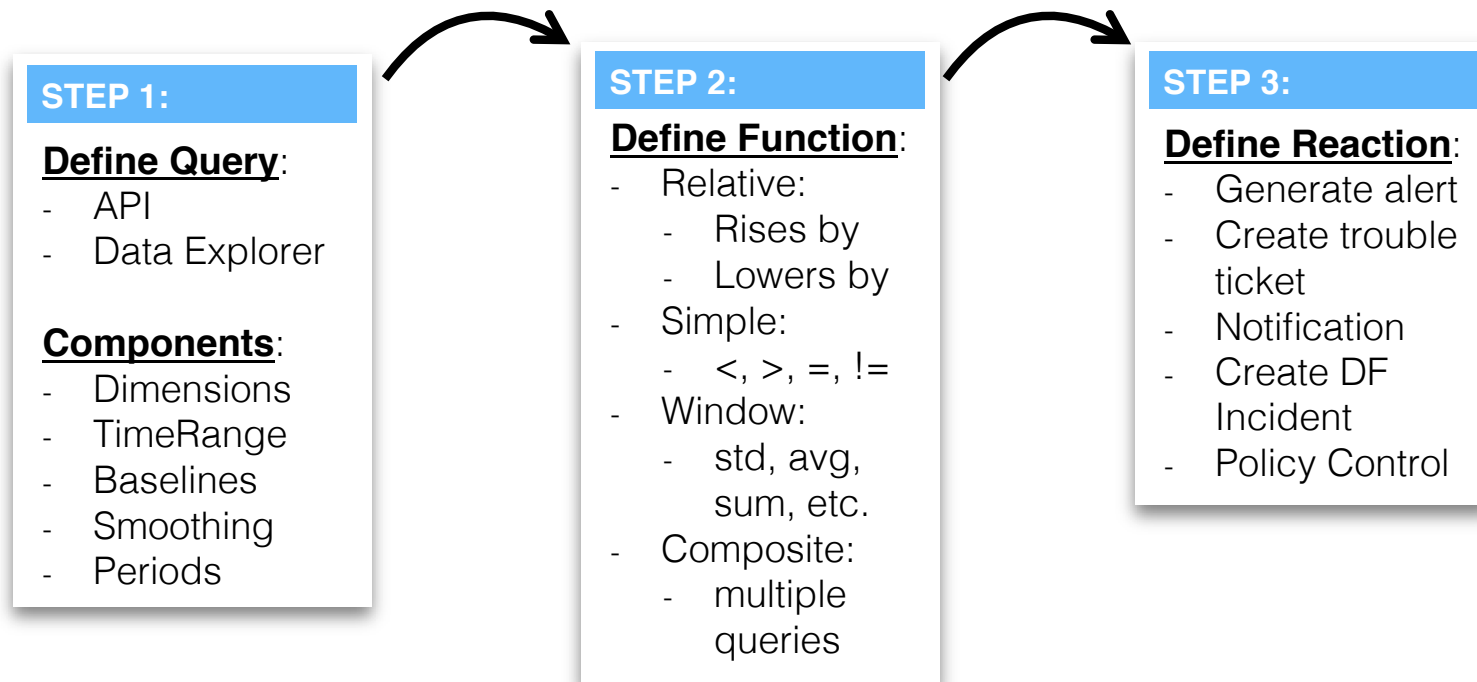 STEP 1:
Define Query:
- API
- Data Explorer
Components:
- Dimensions
- TimeRange
- Baselines
- Smoothing
- Periods
STEP 2:
Define Function:
- Relative:
- Rises by
- Lowers by
- Simple:
- <, >, =, !=
- Window:
- std, avg,
sum, etc.
- Composite:
- multiple
queries
STEP 3:
Define Reaction:
- Generate alert
- Create trouble
ticket
- Notification
- Create DF
Incident
- Policy Control